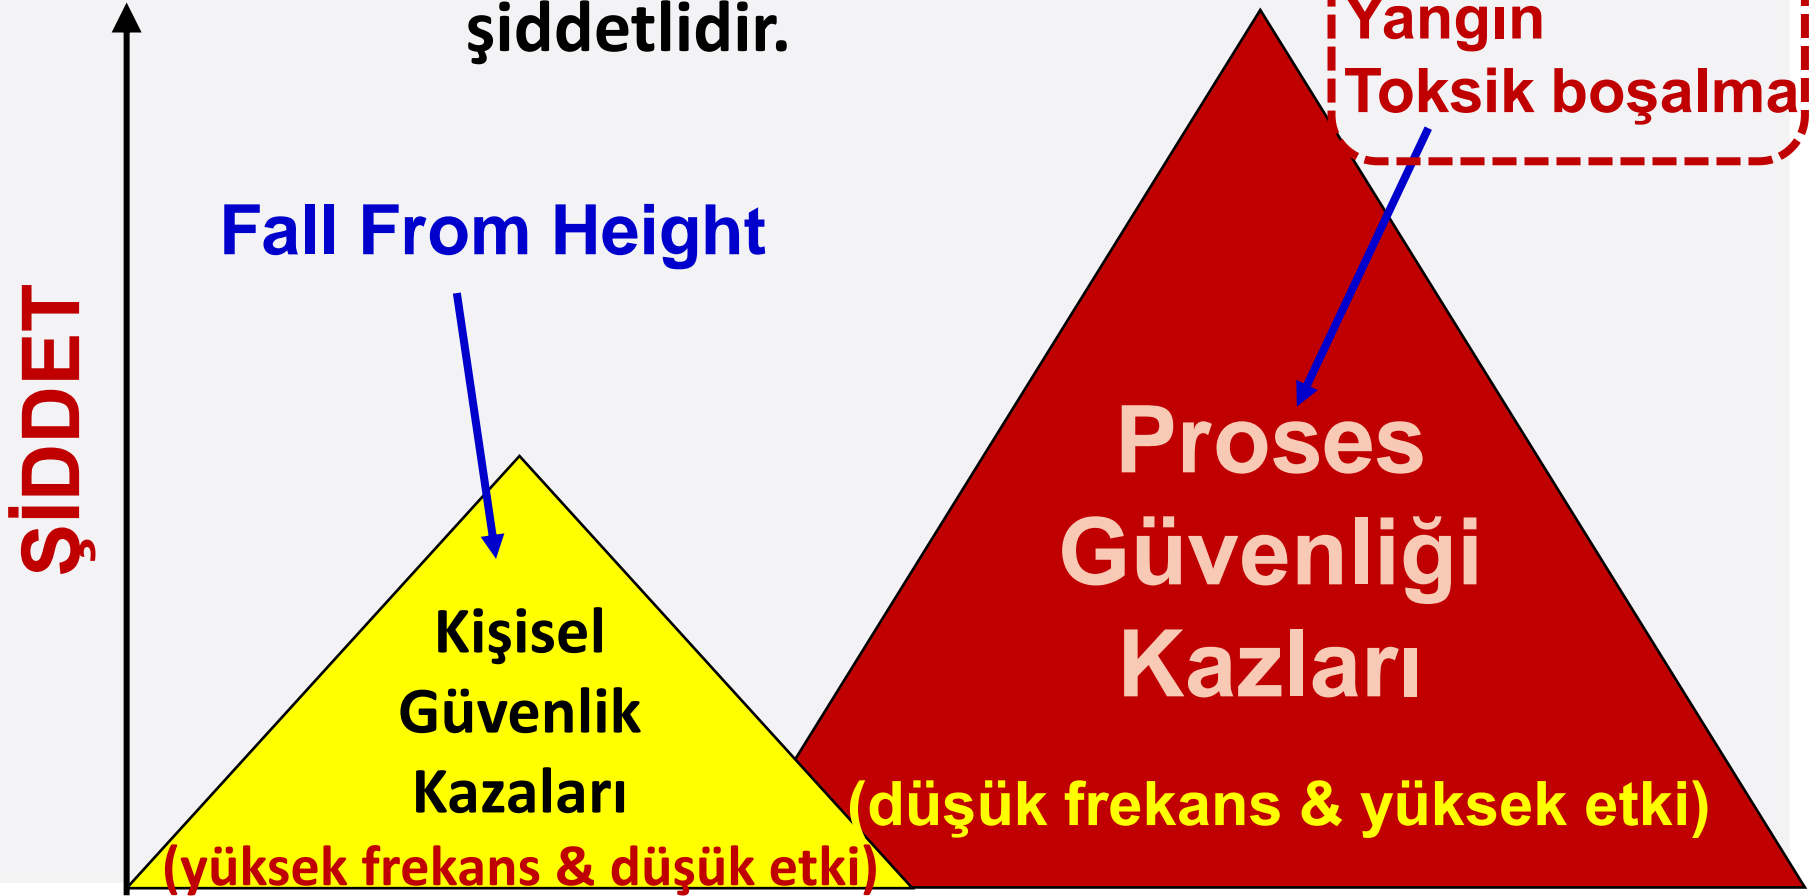 şiddetlidir.
Yangın
Toksik boşalma
Fall From Height
ŞİDDET
Proses
Güvenliği
Kazları
Kişisel
Güvenlik
Kazaları
(düşük frekans & yüksek etki)
(yüksek frekans & düşük etki)